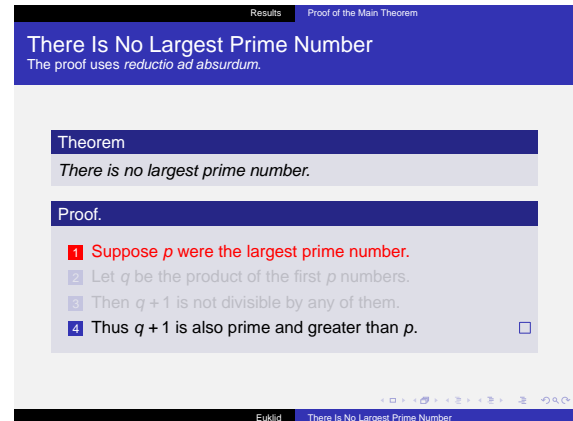 Results Proof of the Main Theorem
There Is No Largest Prime Number
The proof uses reductio ad absurdum.
Theorem
There is no largest prime number.
Proof.
1 Suppose p were the largest prime number.
2 Let q be the product of the first p numbers.
3 Then q + 1 is not divisible by any of them.
4 Thus q + 1 is also prime and greater than p.
Euklid There Is No Largest Prime Number